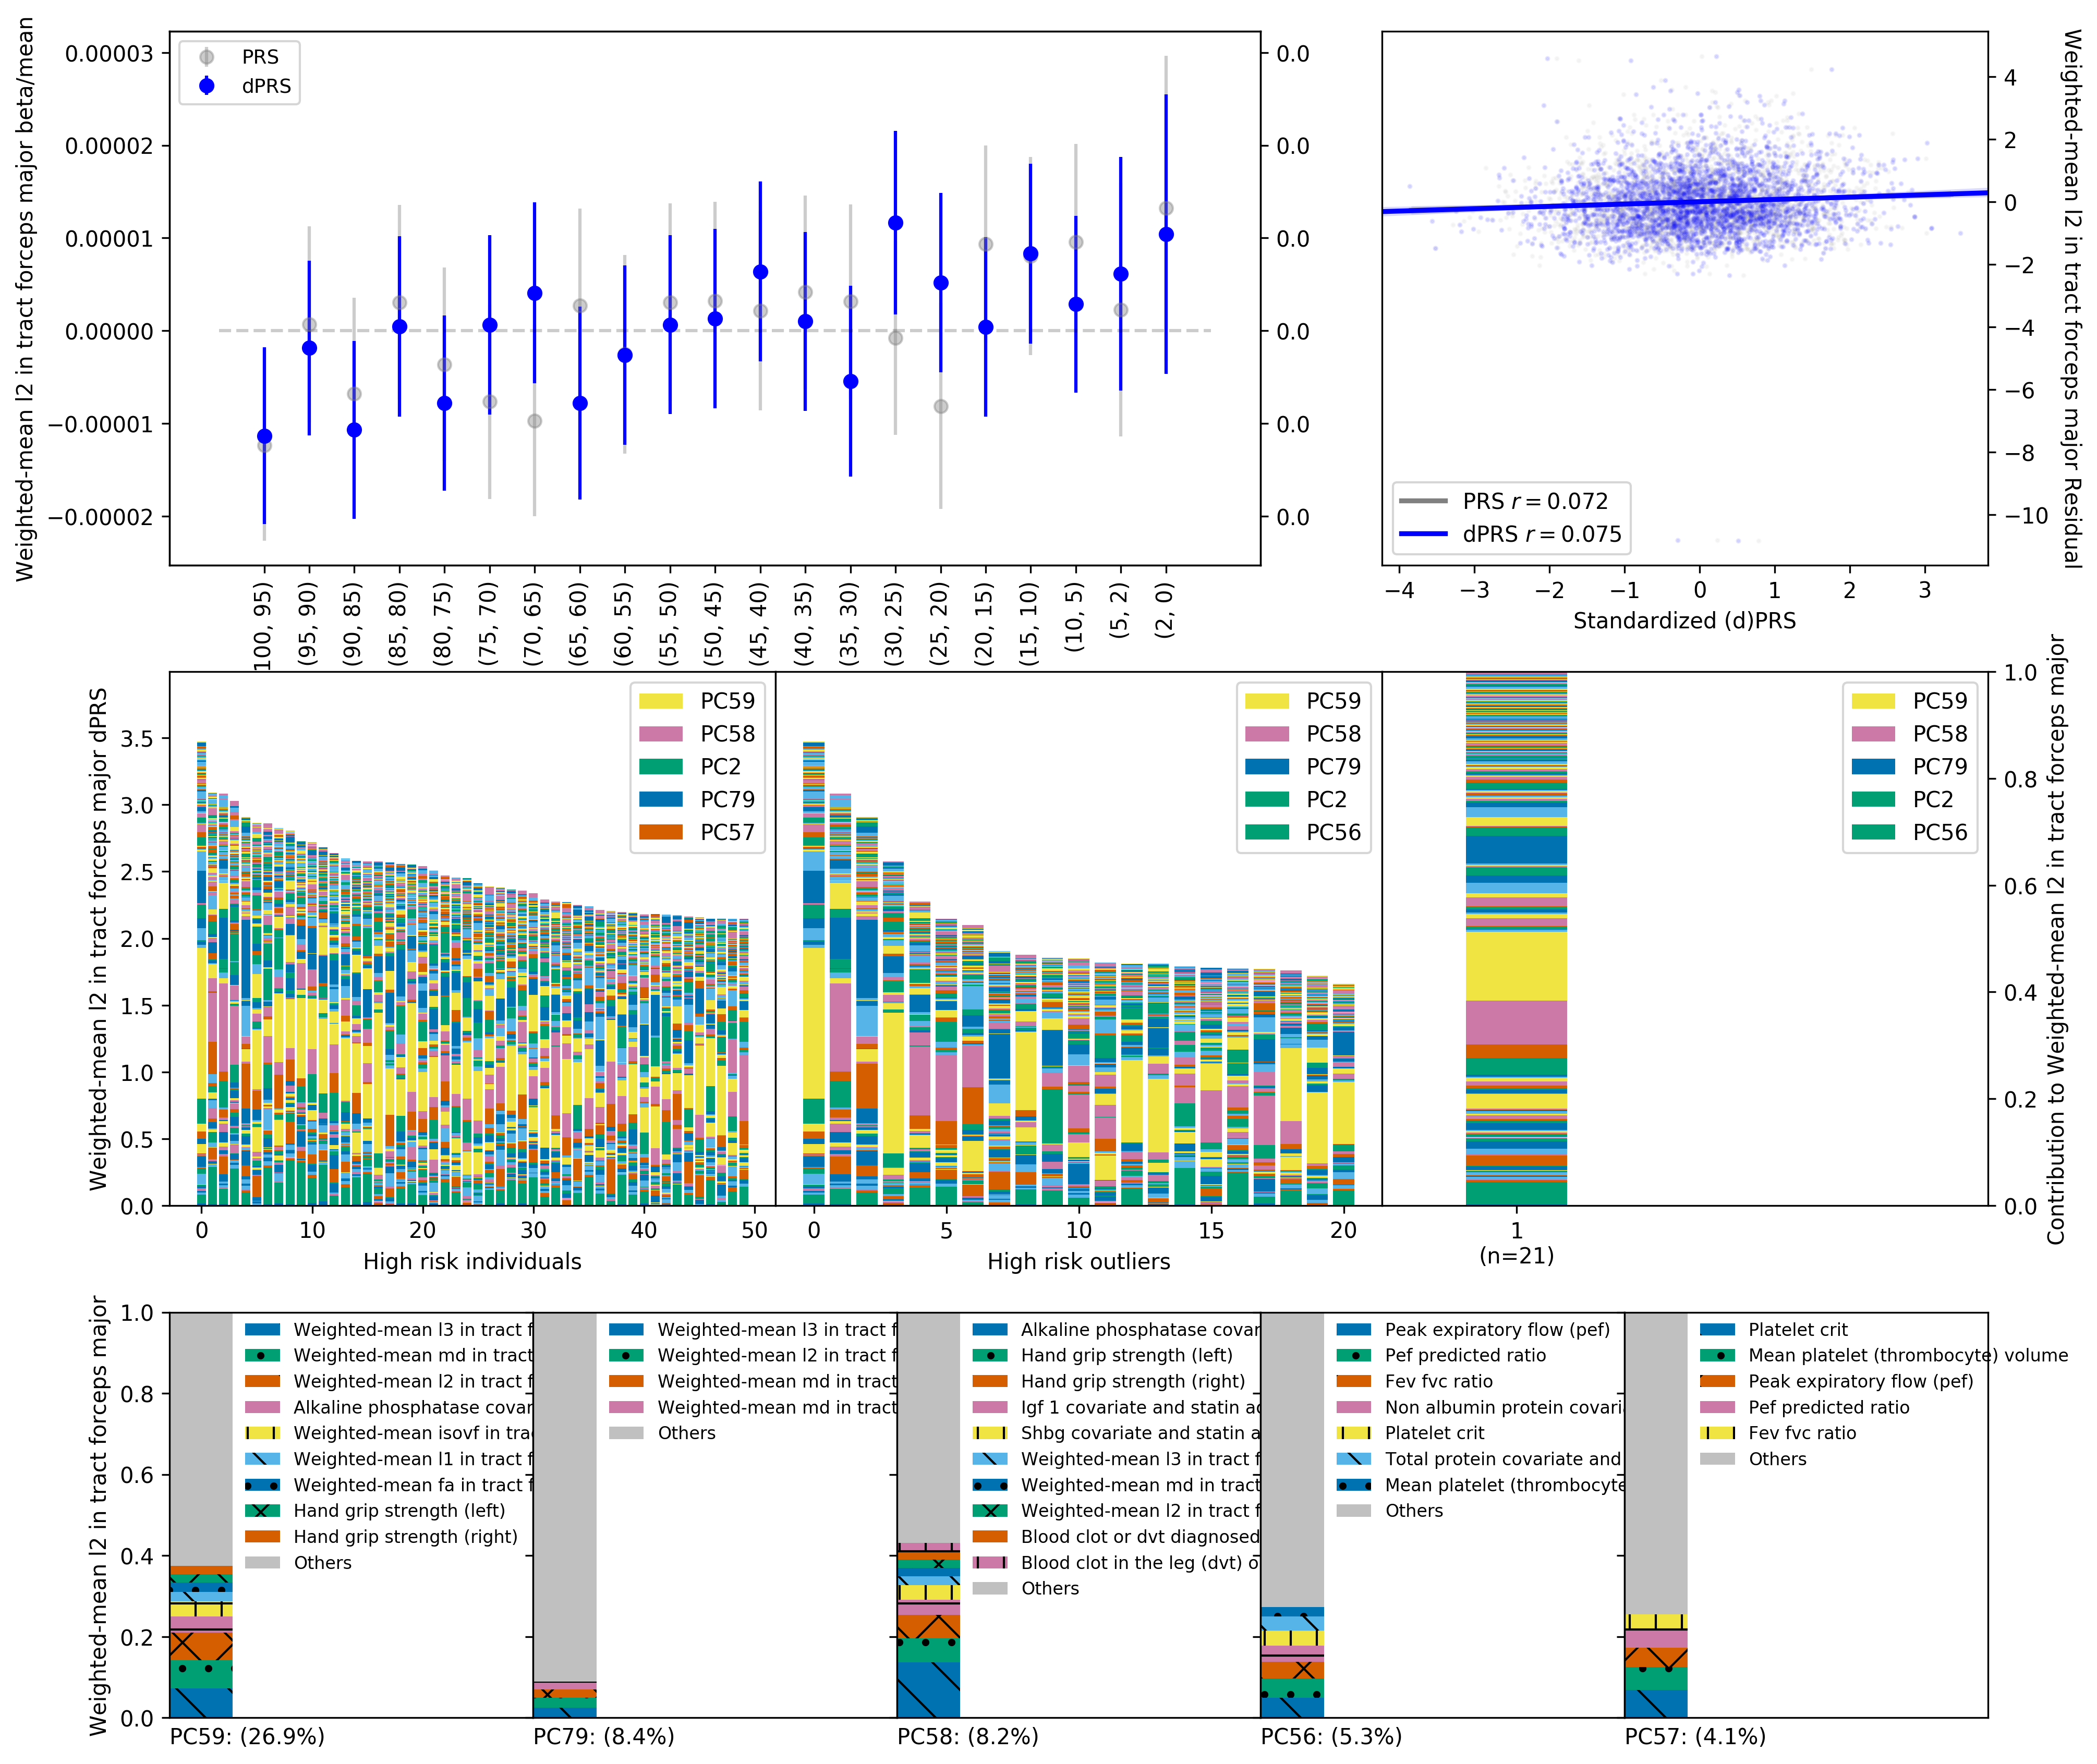 Weighted-mean l2 in tract forceps major beta/mean
0.00003
0.00002
0.00001
0.00000
−0.00001
−0.00002
PRS
dPRS
0.0
0.0
0.0
0.0
0.0
0.0
100, 95)
(95, 90)
(90, 85)
(85, 80)
(80, 75)
(75, 70)
(70, 65)
(65, 60)
(60, 55)
(55, 50)
(50, 45)
(45, 40)
(40, 35)
(35, 30)
(30, 25)
(25, 20)
(20, 15)
(15, 10)
(10, 5)
(5, 2)
(2, 0)
PRS r = 0.072
dPRS r = 0.075
−4
−3
−2
−1
0
1
2
3
Standardized (d)PRS
4
2
0
−2
−4
−6
−8
−10
Weighted-mean l2 in tract forceps major Residual
Weighted-mean l2 in tract forceps major dPRS
3.5
3.0
2.5
2.0
1.5
1.0
0.5
0.0
PC59
PC58
PC2
PC79
PC57
0
10
20
30
40
50
High risk individuals
PC59
PC58
PC79
PC2
PC56
0
5
10
15
20
High risk outliers
PC59
PC58
PC79
PC2
PC56
1
(n=21)
1.0
0.8
0.6
0.4
0.2
0.0
Contribution to Weighted-mean l2 in tract forceps major
Weighted-mean l2 in tract forceps major
1.0
0.8
0.6
0.4
0.2
0.0
Weighted-mean l3 in tract f
Weighted-mean md in tract
Weighted-mean l2 in tract f
Alkaline phosphatase covar
Weighted-mean isovf in trac
Weighted-mean l1 in tract f
Weighted-mean fa in tract f
Hand grip strength (left)
Hand grip strength (right)
Others
PC59: (26.9%)
Weighted-mean l3 in tract f
Weighted-mean l2 in tract f
Weighted-mean md in tract
Weighted-mean md in tract
Others
PC79: (8.4%)
Alkaline phosphatase covar
Hand grip strength (left)
Hand grip strength (right)
Igf 1 covariate and statin ad
Shbg covariate and statin a
Weighted-mean l3 in tract f
Weighted-mean md in tract
Weighted-mean l2 in tract f
Blood clot or dvt diagnosed
Blood clot in the leg (dvt) o
Others
PC58: (8.2%)
Peak expiratory flow (pef)
Pef predicted ratio
Fev fvc ratio
Non albumin protein covari
Platelet crit
Total protein covariate and
Mean platelet (thrombocyte
Others
PC56: (5.3%)
Platelet crit
Mean platelet (thrombocyte) volume
Peak expiratory flow (pef)
Pef predicted ratio
Fev fvc ratio
Others
PC57: (4.1%)